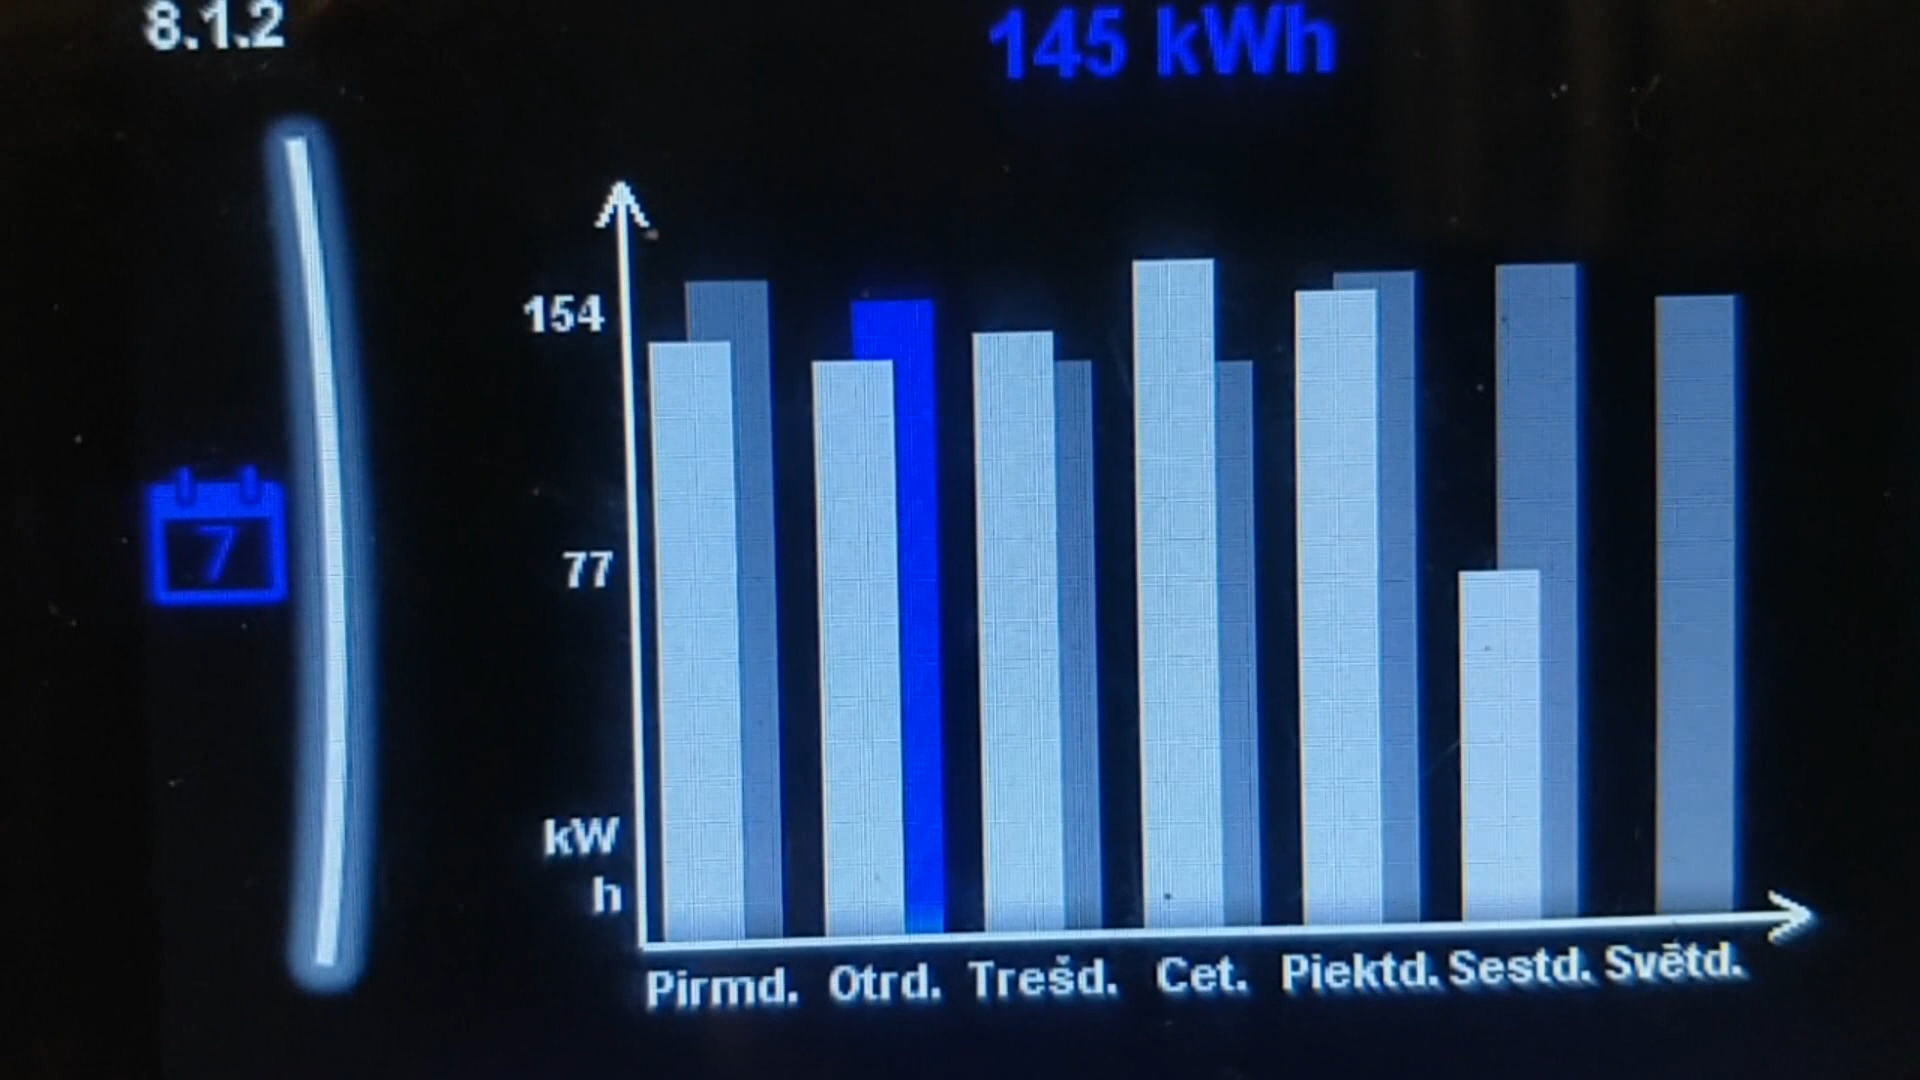 8.1.2
145 kWh
154
77
kW
h
7
Pirmd. Otrd. Trešd. Cet. Piektd. Sestd. Svētd.